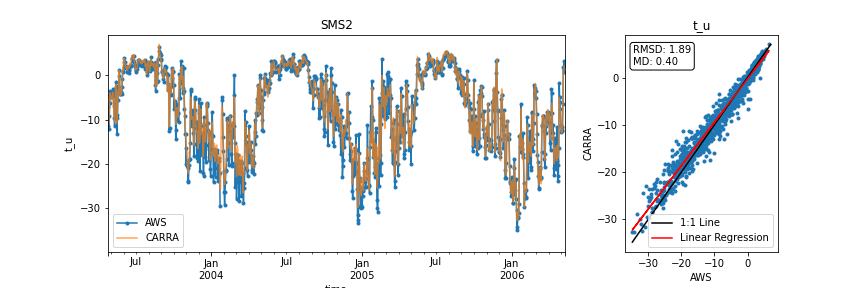 SMS2
t_u
0
−10
−20
−30
Jul
Jan
2004
Jul
Jan
2005
Jul
Jan
2006
time
AWS
CARRA
t_u
RMSD: 1.89
MD: 0.40
CARRA
0
−10
−20
−30
−30
−20
−10
0
AWS
1:1 Line
Linear Regression